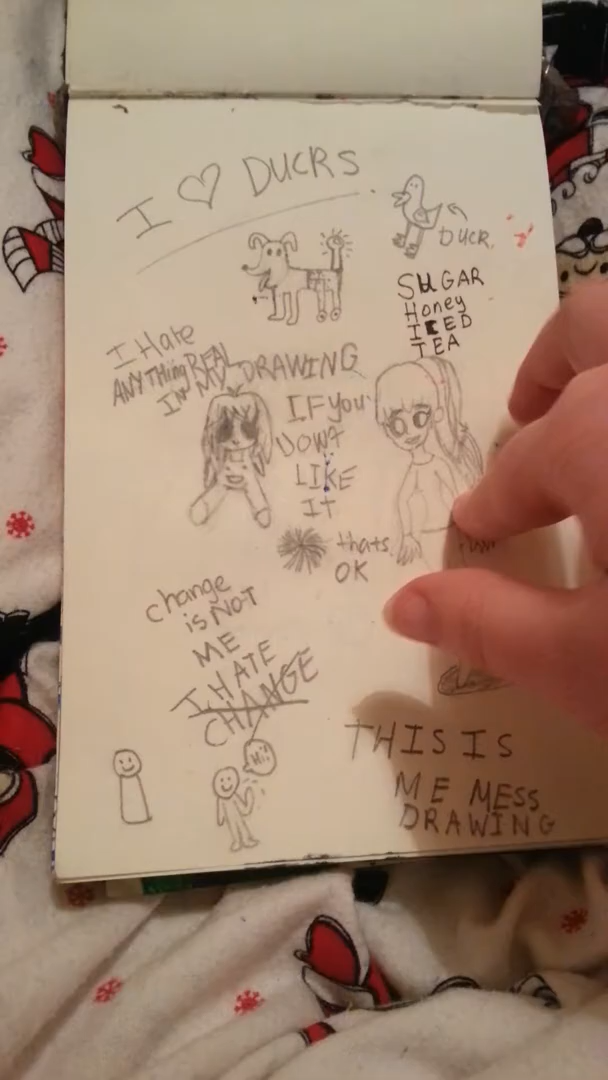 I ♡ DUCKS.
DUCK
SUGAR
Honey
ICED
TEA
I Hate
ANYTHING REAL
IN MY DRAWING
IF you
DONT
LIKE
IT
thats
OK
change
is NOT
ME
I HATE
CHANGE
Hi!
THIS IS
ME MESS
DRAWING